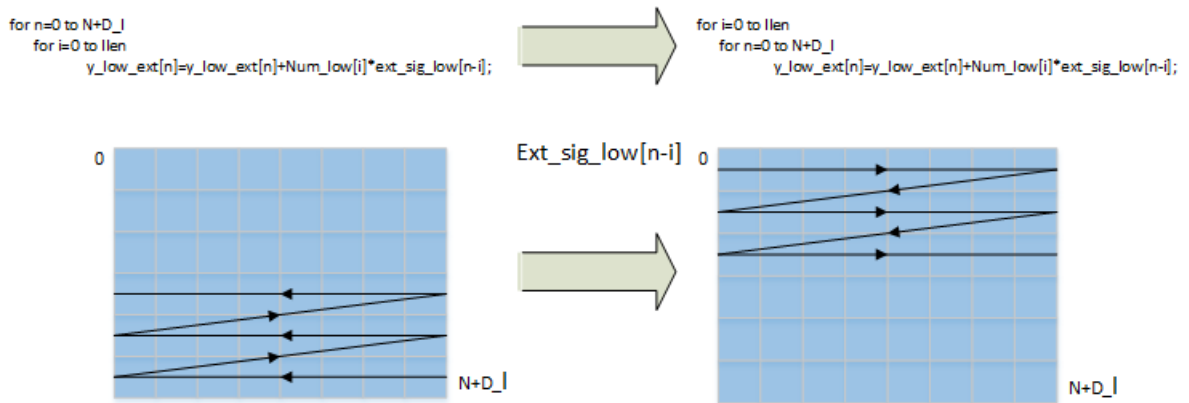 for n=0 to N+D_l
for i=0 to llen
y_low_ext[n]=y_low_ext[n]+Num_low[i]*ext_sig_low[n-i];
for i=0 to llen
for n=0 to N+D_l
y_low_ext[n]=y_low_ext[n]+Num_low[i]*ext_sig_low[n-i];
Ext_sig_low[n-i]
0
N+D_l
0
N+D_l